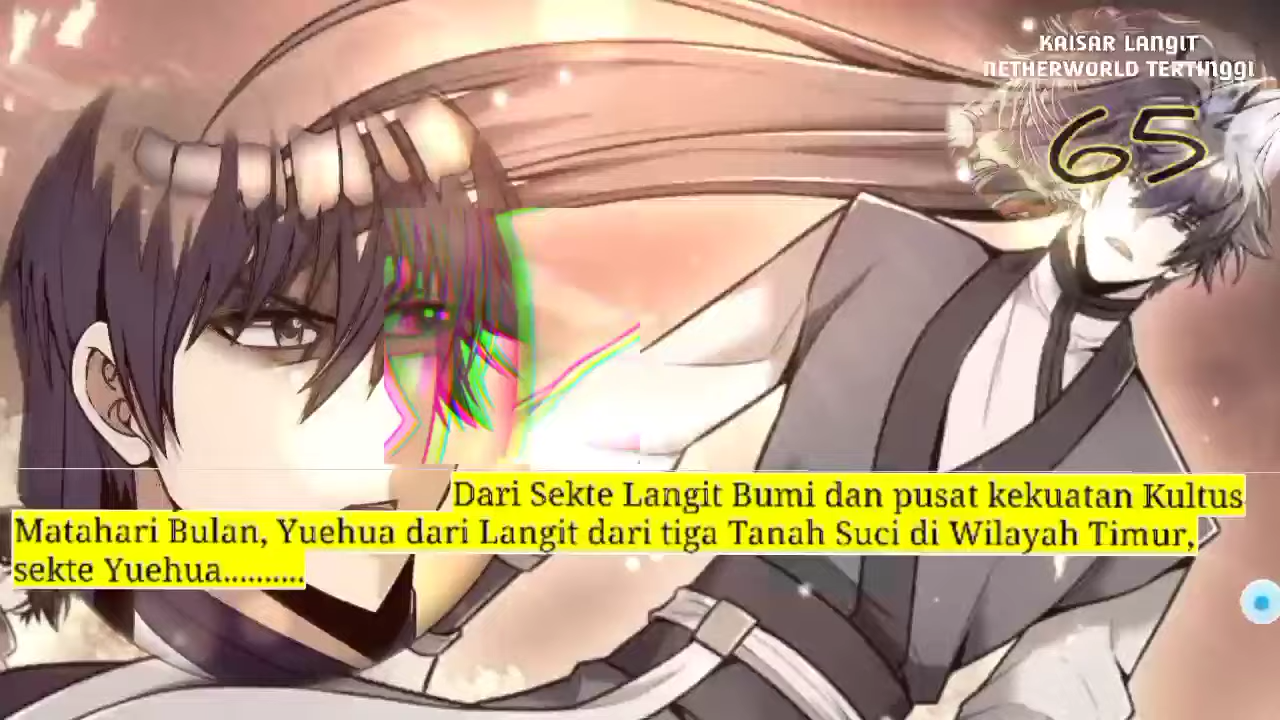 KAISAR LANGIT
NETHERWORLD TERTINGGI
65
Dari Sekte Langit Bumi dan pusat kekuatan Kultus
Matahari Bulan, Yuehua dari Langit dari tiga Tanah Suci di Wilayah Timur,
sekte Yuehua..........